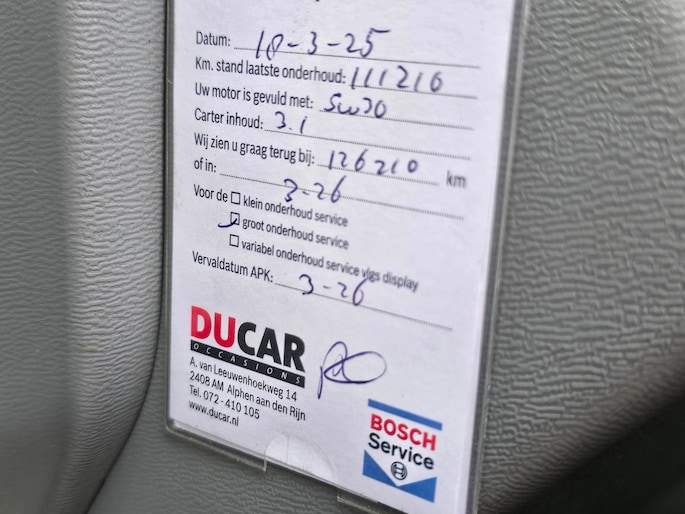 Datum: 18-3-25
Km. stand laatste onderhoud: 111210
Uw motor is gevuld met: 5w30
Carter inhoud: 3.1
Wij zien u graag terug bij: 126210 km
of in: 3-26
Voor de ☐ klein onderhoud service
☑ groot onderhoud service
☐ variabel onderhoud service vlgs display
Vervaldatum APK: 3-26
DUCAR
OCCASIONS
A. van Leeuwenhoekweg 14
2408 AM Alphen aan den Rijn
Tel. 072 - 410 105
www.ducar.nl
BOSCH
Service